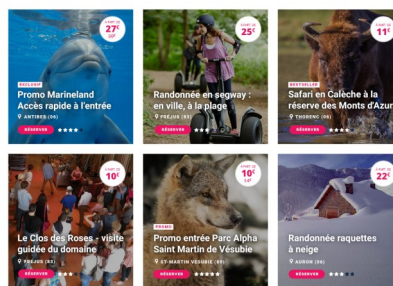 À PARTIR DE
27€
EXCLUSIF
Promo Marineland
Accès rapide à l'entrée
ANTIBES (06)
RÉSERVER
À PARTIR DE
25€
Randonnée en segway :
en ville, à la plage
FRÉJUS (83)
RÉSERVER
À PARTIR DE
11€
BESTSELLER
Safari en Calèche à la
réserve des Monts d'Azur
THORENC (06)
RÉSERVER
À PARTIR DE
10€
Le Clos des Roses - visite
guidée du domaine
FRÉJUS (83)
RÉSERVER
À PARTIR DE
10€
PROMO
Promo entrée Parc Alpha
Saint Martin de Vésubie
ST-MARTIN VÉSUBIE (06)
RÉSERVER
À PARTIR DE
22€
Randonnée raquettes
à neige
AURON (06)
RÉSERVER